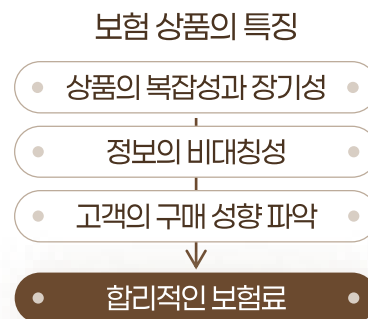 보험 상품의 특징
상품의 복잡성과 장기성
정보의 비대칭성
고객의 구매 성향 파악
합리적인 보험료